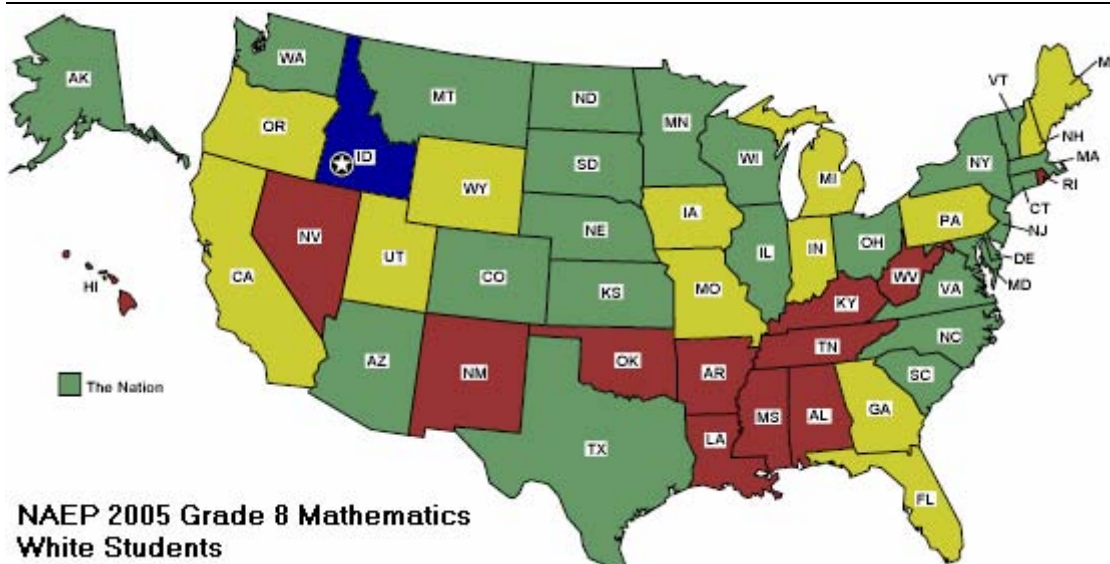 AK
WA
MT
ND
MN
VT
M
OR
ID
SD
WI
NY
NH
MA
WY
MI
RI
IA
PA
CT
NV
NE
NJ
UT
IL
IN
OH
DE
CA
CO
MO
WV
MD
HI
KS
KY
VA
AZ
NM
OK
TN
NC
AR
SC
The Nation
MS
AL
GA
LA
TX
FL
NAEP 2005 Grade 8 Mathematics
White Students